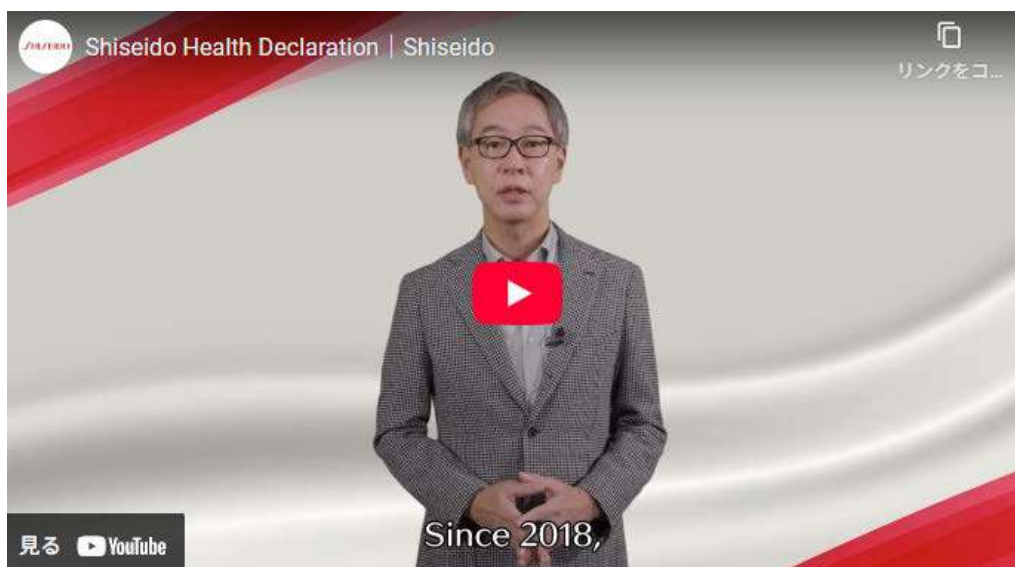 SHISEIDO
Shiseido Health Declaration | Shiseido
リンクをコ...
Since 2018,
見る YouTube